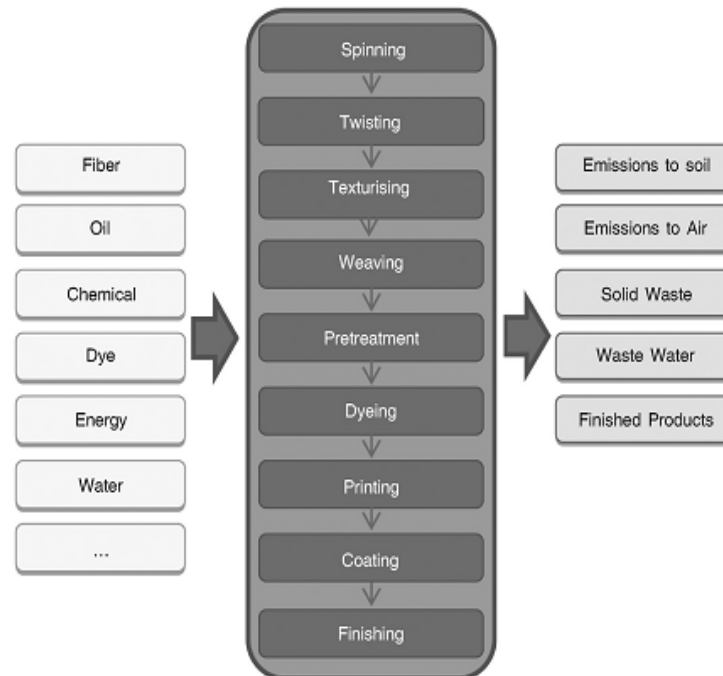 Fiber
Oil
Chemical
Dye
Energy
Water
...
Spinning
Twisting
Texturising
Weaving
Pretreatment
Dyeing
Printing
Coating
Finishing
Emissions to soil
Emissions to Air
Solid Waste
Waste Water
Finished Products